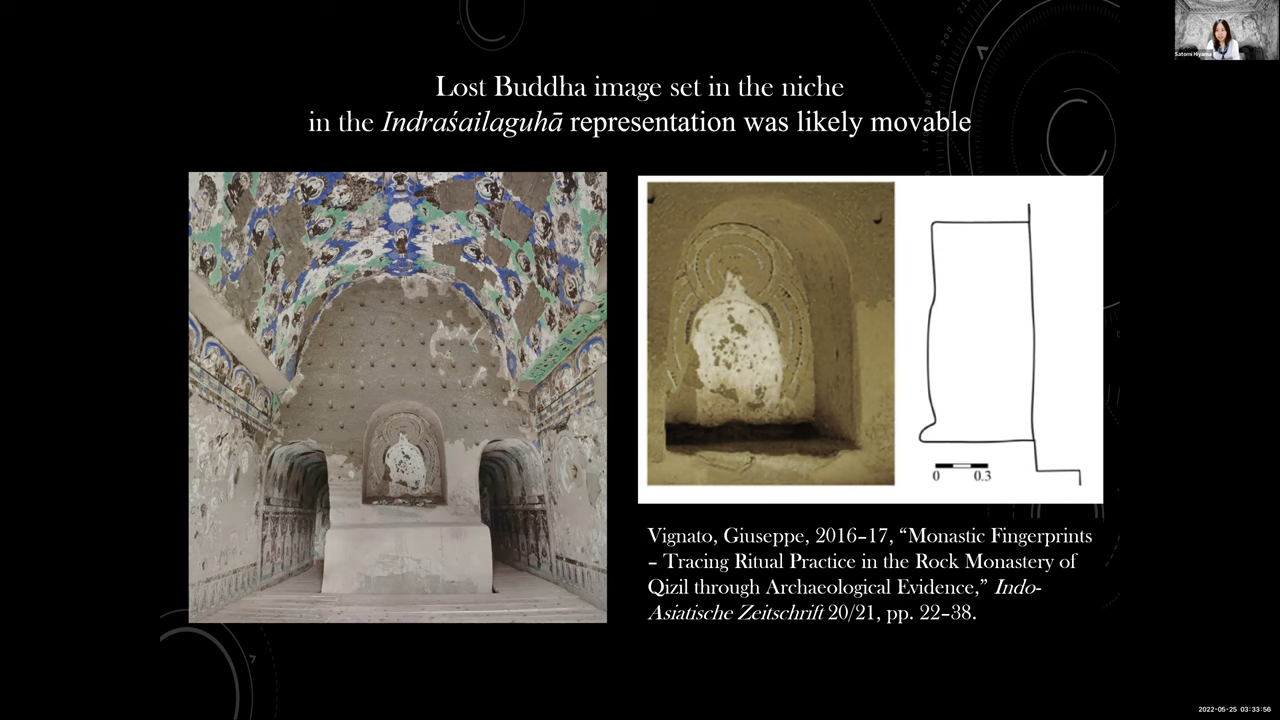 Satomi Hiyama
Lost Buddha image set in the niche
in the Indraśailaguhā representation was likely movable
0 0.3
Vignato, Giuseppe, 2016–17, “Monastic Fingerprints
– Tracing Ritual Practice in the Rock Monastery of
Qizil through Archaeological Evidence,” Indo-
Asiatische Zeitschrift 20/21, pp. 22–38.
2022-05-25 03:33:56